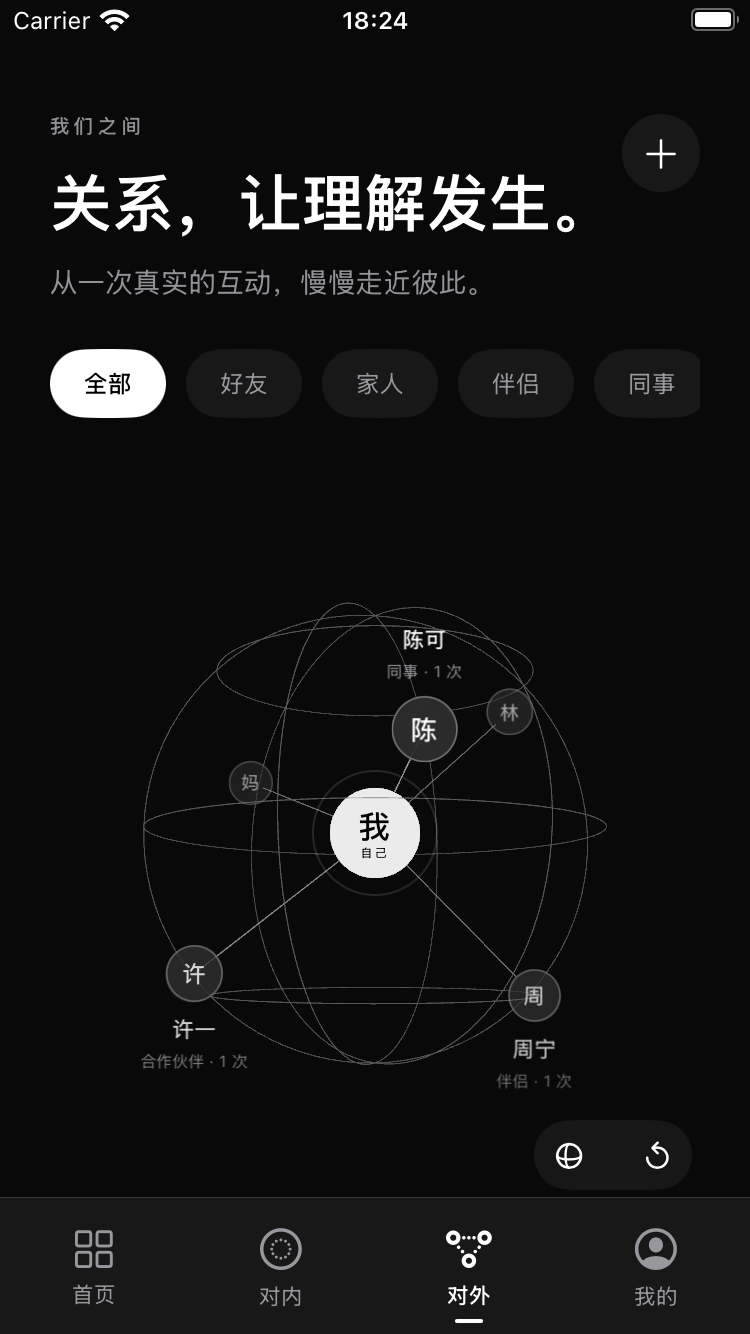 Carrier 18:24
我们之间
关系，让理解发生。
从一次真实的互动，慢慢走近彼此。
全部 好友 家人 伴侣 同事
陈可
同事 · 1 次
林
陈
妈
我
自己
许
周
许一
周宁
合作伙伴 · 1 次
伴侣 · 1 次
首页 对内 对外 我的